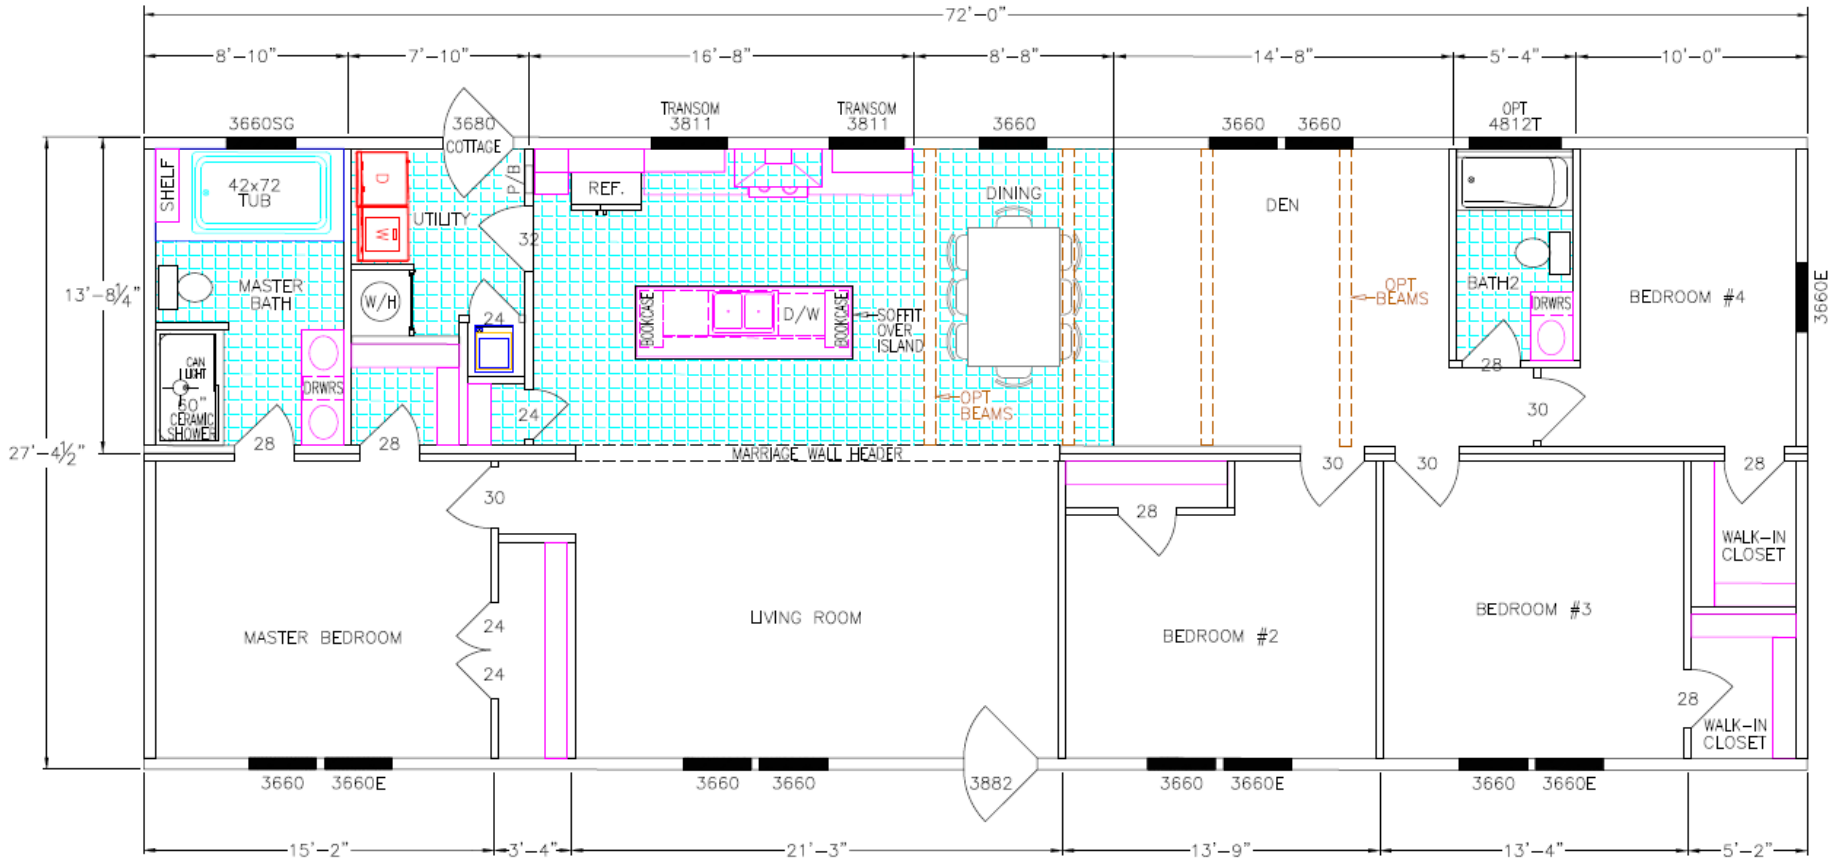 72'-0"
8'-10" 7'-10" 16'-8" 8'-8" 14'-8" 5'-4" 10'-0"
TRANSOM TRANSOM OPT
3660SG 3680 3811 3811 3660 3660 3660 4812T
COTTAGE
SHELF
42x72
TUB
D
W
UTILITY
P/B
32
REF.
DINING
DEN
13'-8¼"
MASTER
BATH
W/H
24
BOOKCASE
D/W
BOOKCASE
SOFFIT
OVER
ISLAND
OPT
BEAMS
BATH2
DRWRS
BEDROOM #4
3660E
CAN
LIGHT
60"
CERAMIC
SHOWER
DRWRS
28
28
24
OPT
BEAMS
28
30
27'-4½"
MARRIAGE WALL HEADER
30
30
30
28
28
WALK-IN
CLOSET
MASTER BEDROOM
24
24
LIVING ROOM
BEDROOM #2
BEDROOM #3
28
WALK-IN
CLOSET
3660 3660E 3660 3660 3882 3660 3660E 3660 3660E
15'-2" 3'-4" 21'-3" 13'-9" 13'-4" 5'-2"